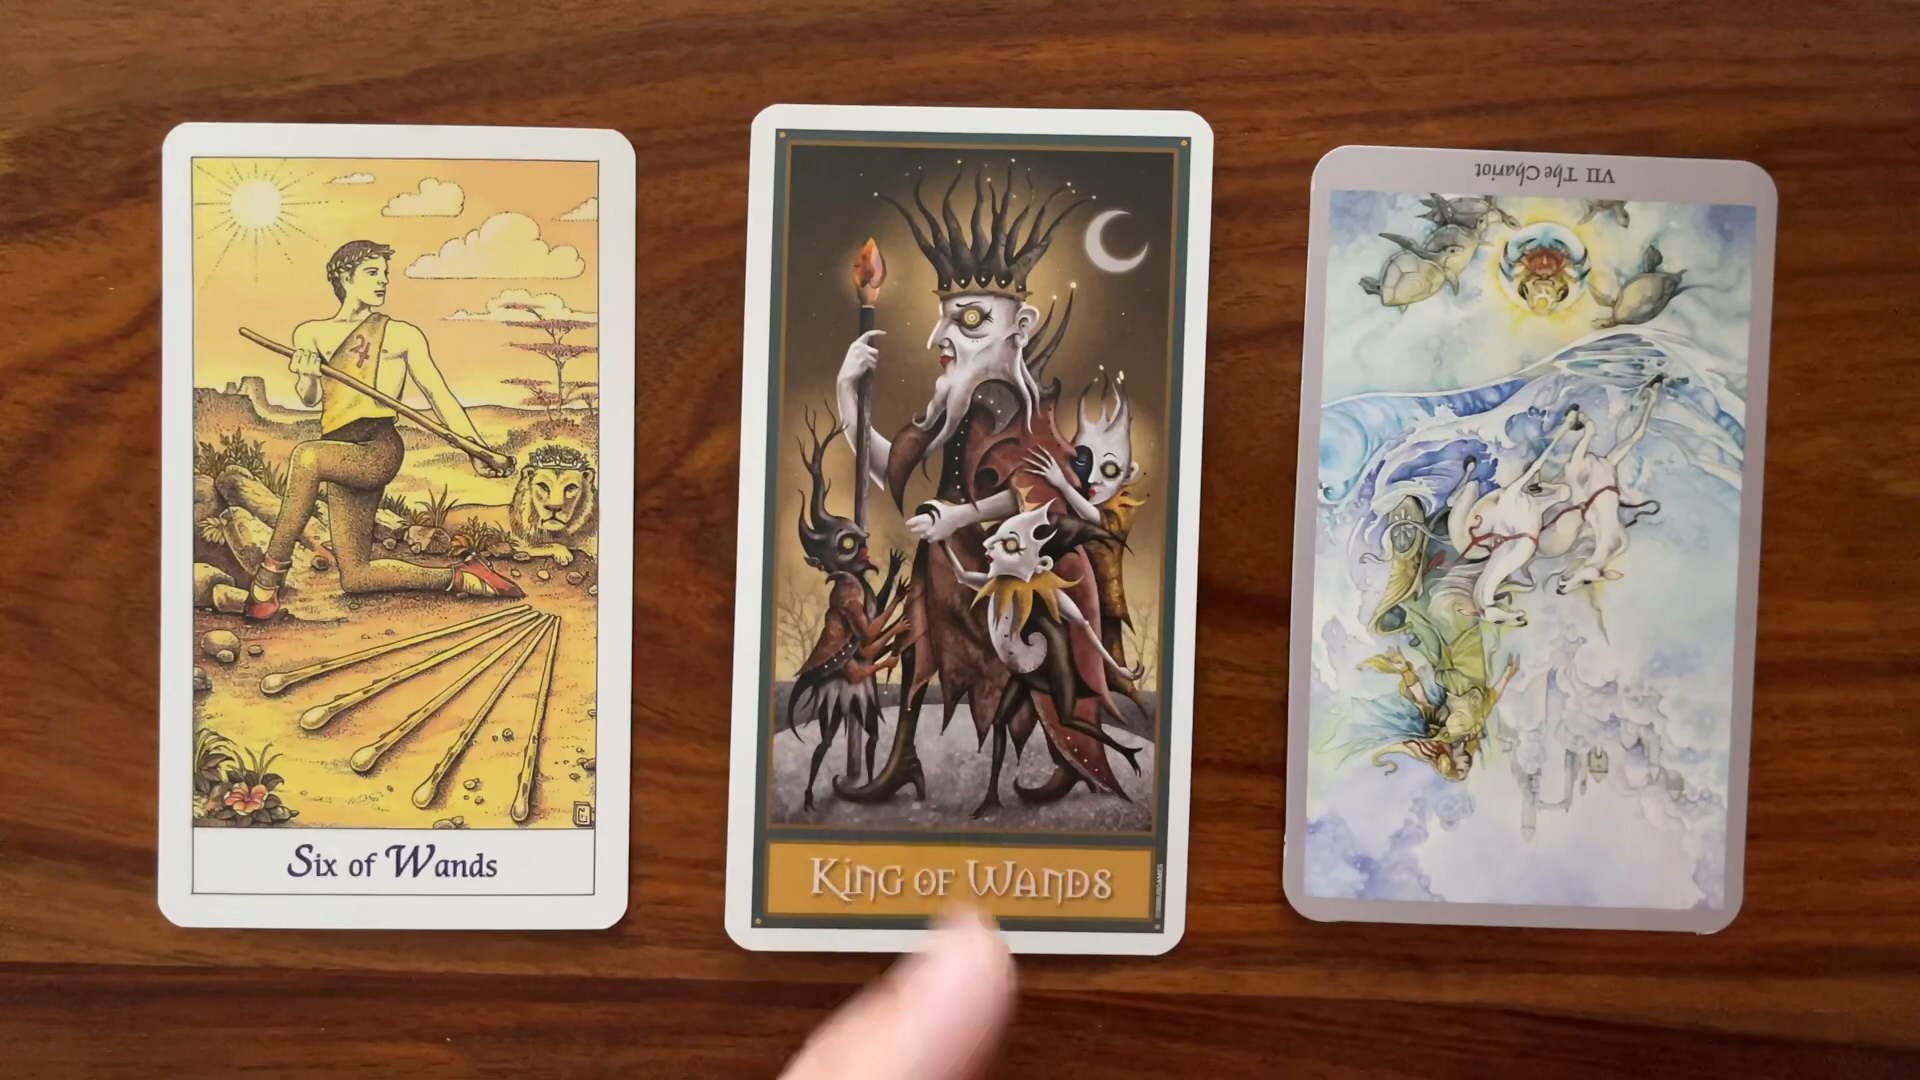 Six of Wands
King of Wands
VII The Chariot